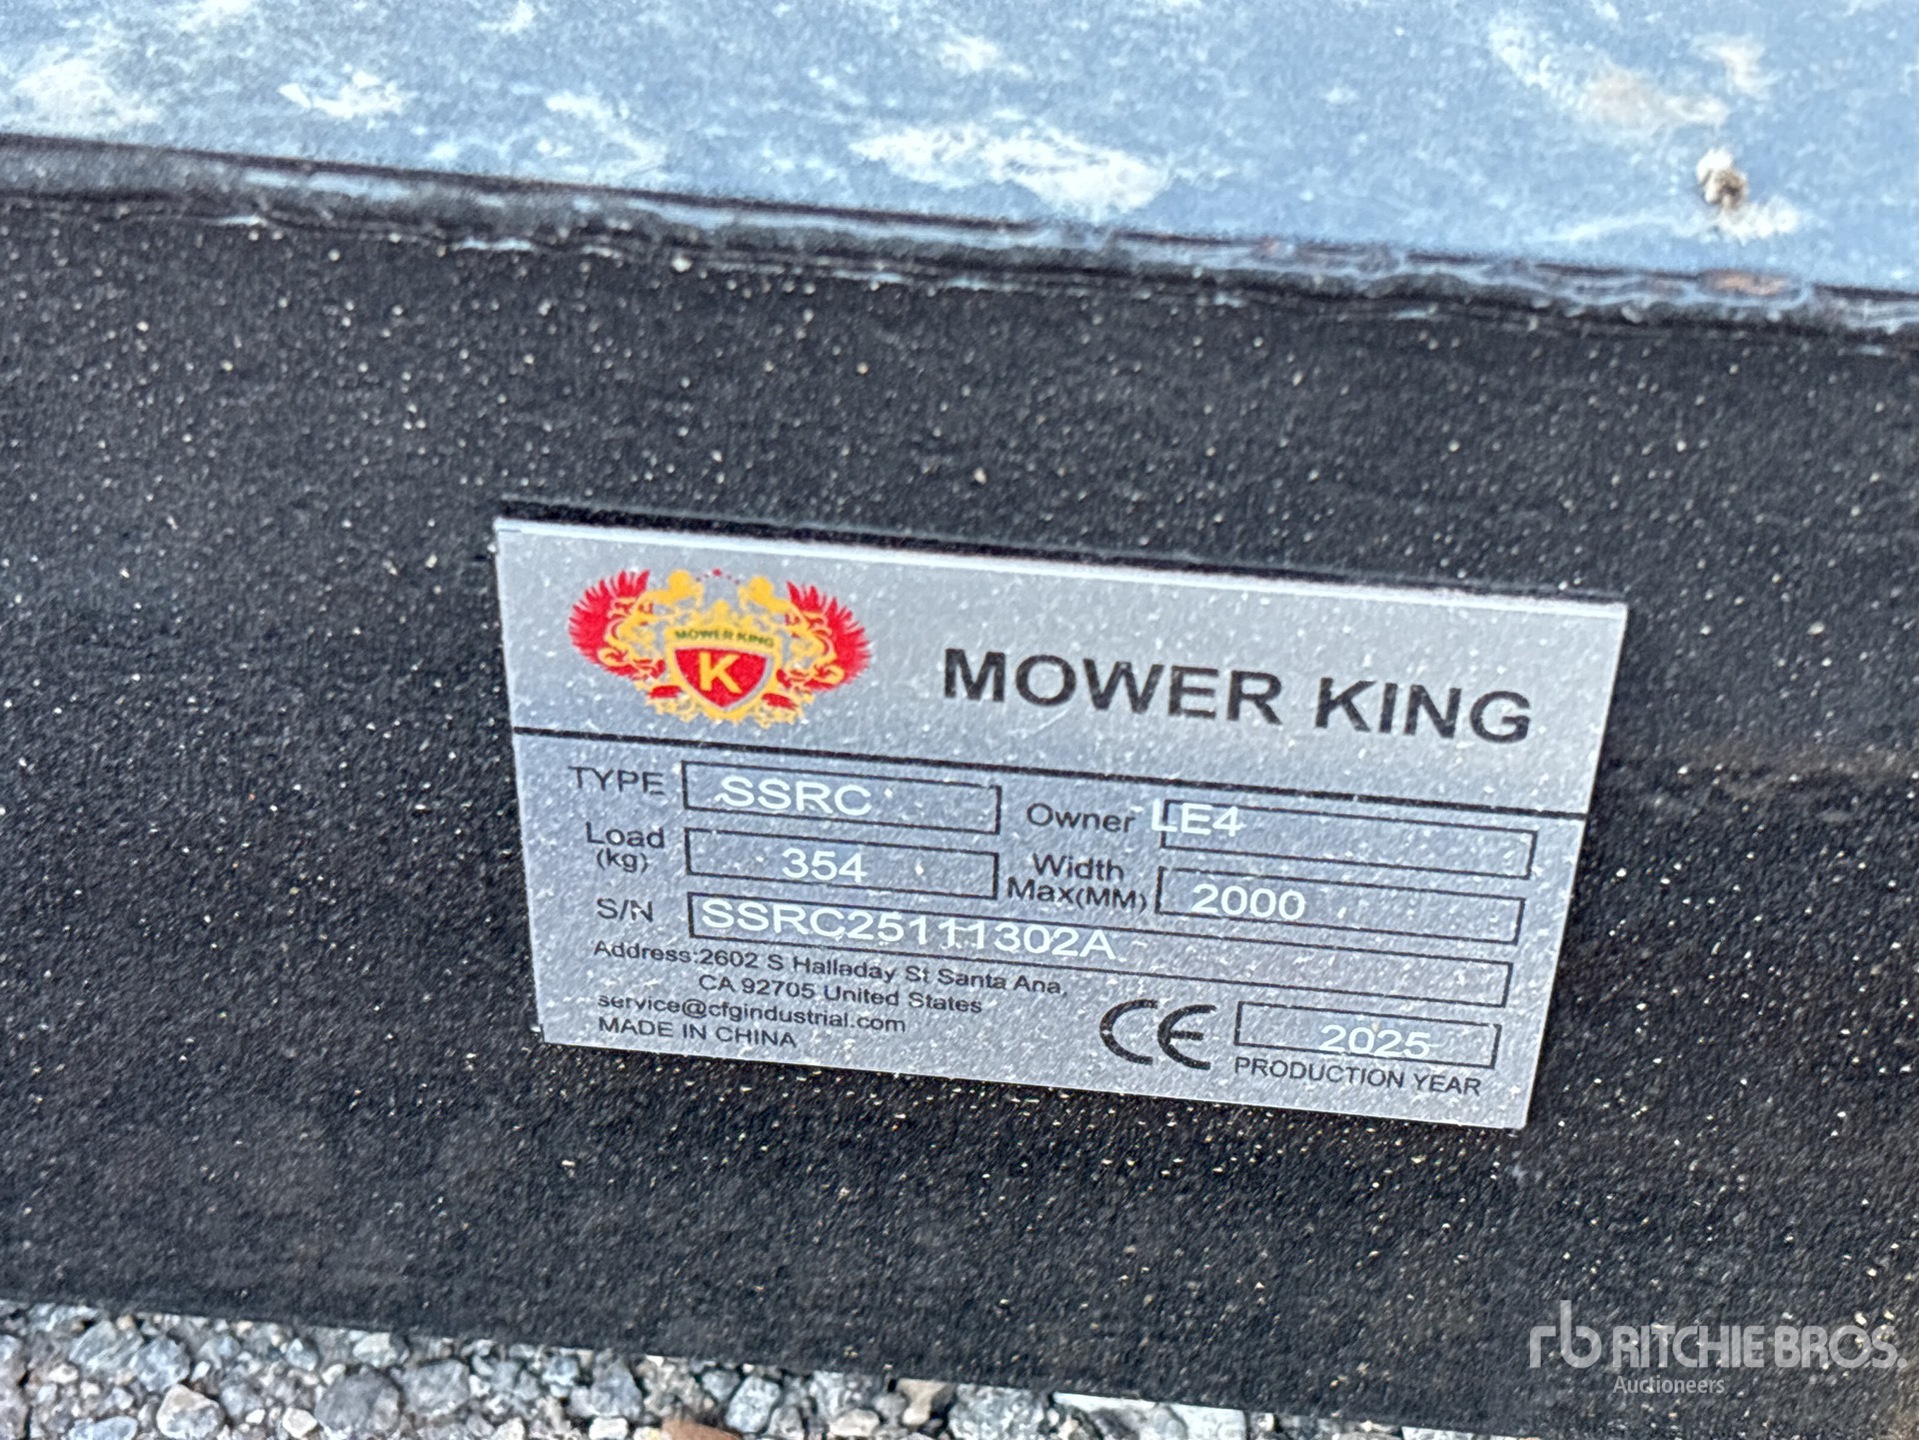 MOWER KING
K
MOWER KING
TYPE SSRC Owner LE4
Load (kg) 354 Width Max(MM) 2000
S/N SSRC25111302A
Address:2602 S Halladay St Santa Ana,
CA 92705 United States
service@cfgindustrial.com
MADE IN CHINA
CE 2025
PRODUCTION YEAR
rb RITCHIE BROS.
Auctioneers